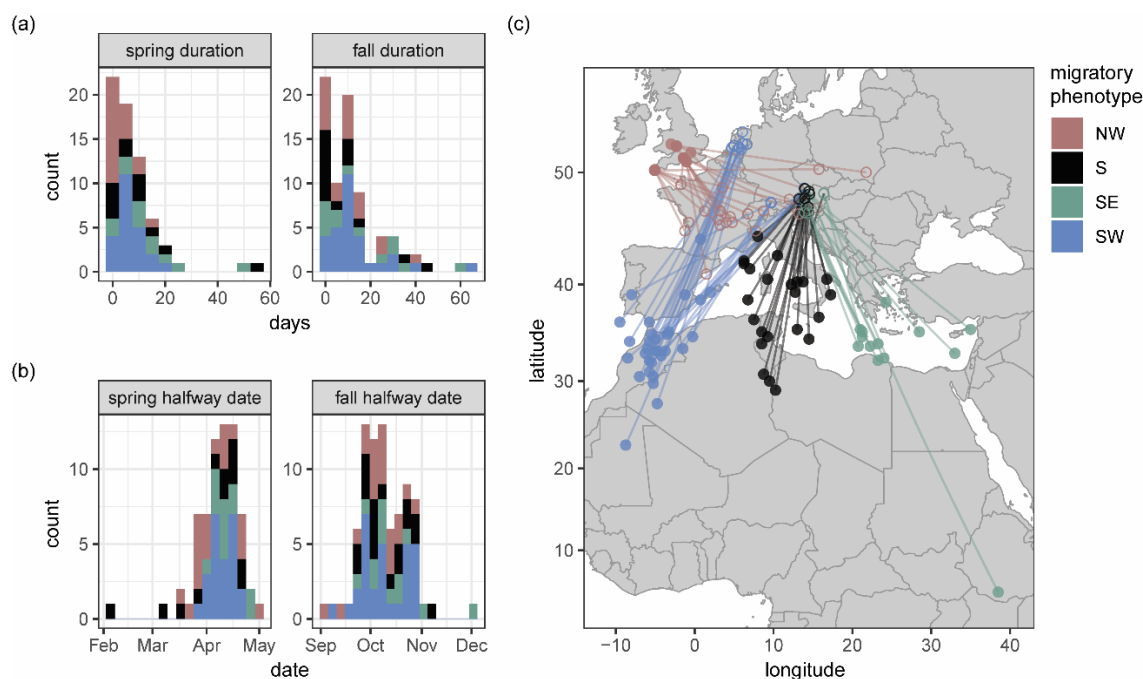 (a)
spring duration
fall duration
20
15
10
5
0
count
0
20
40
60
0
20
40
60
days
(b)
spring halfway date
fall halfway date
10
5
0
count
Feb
Mar
Apr
May
Sep
Oct
Nov
Dec
date
(c)
50
40
30
20
10
latitude
−10
0
10
20
30
40
longitude
migratory
phenotype
NW
S
SE
SW